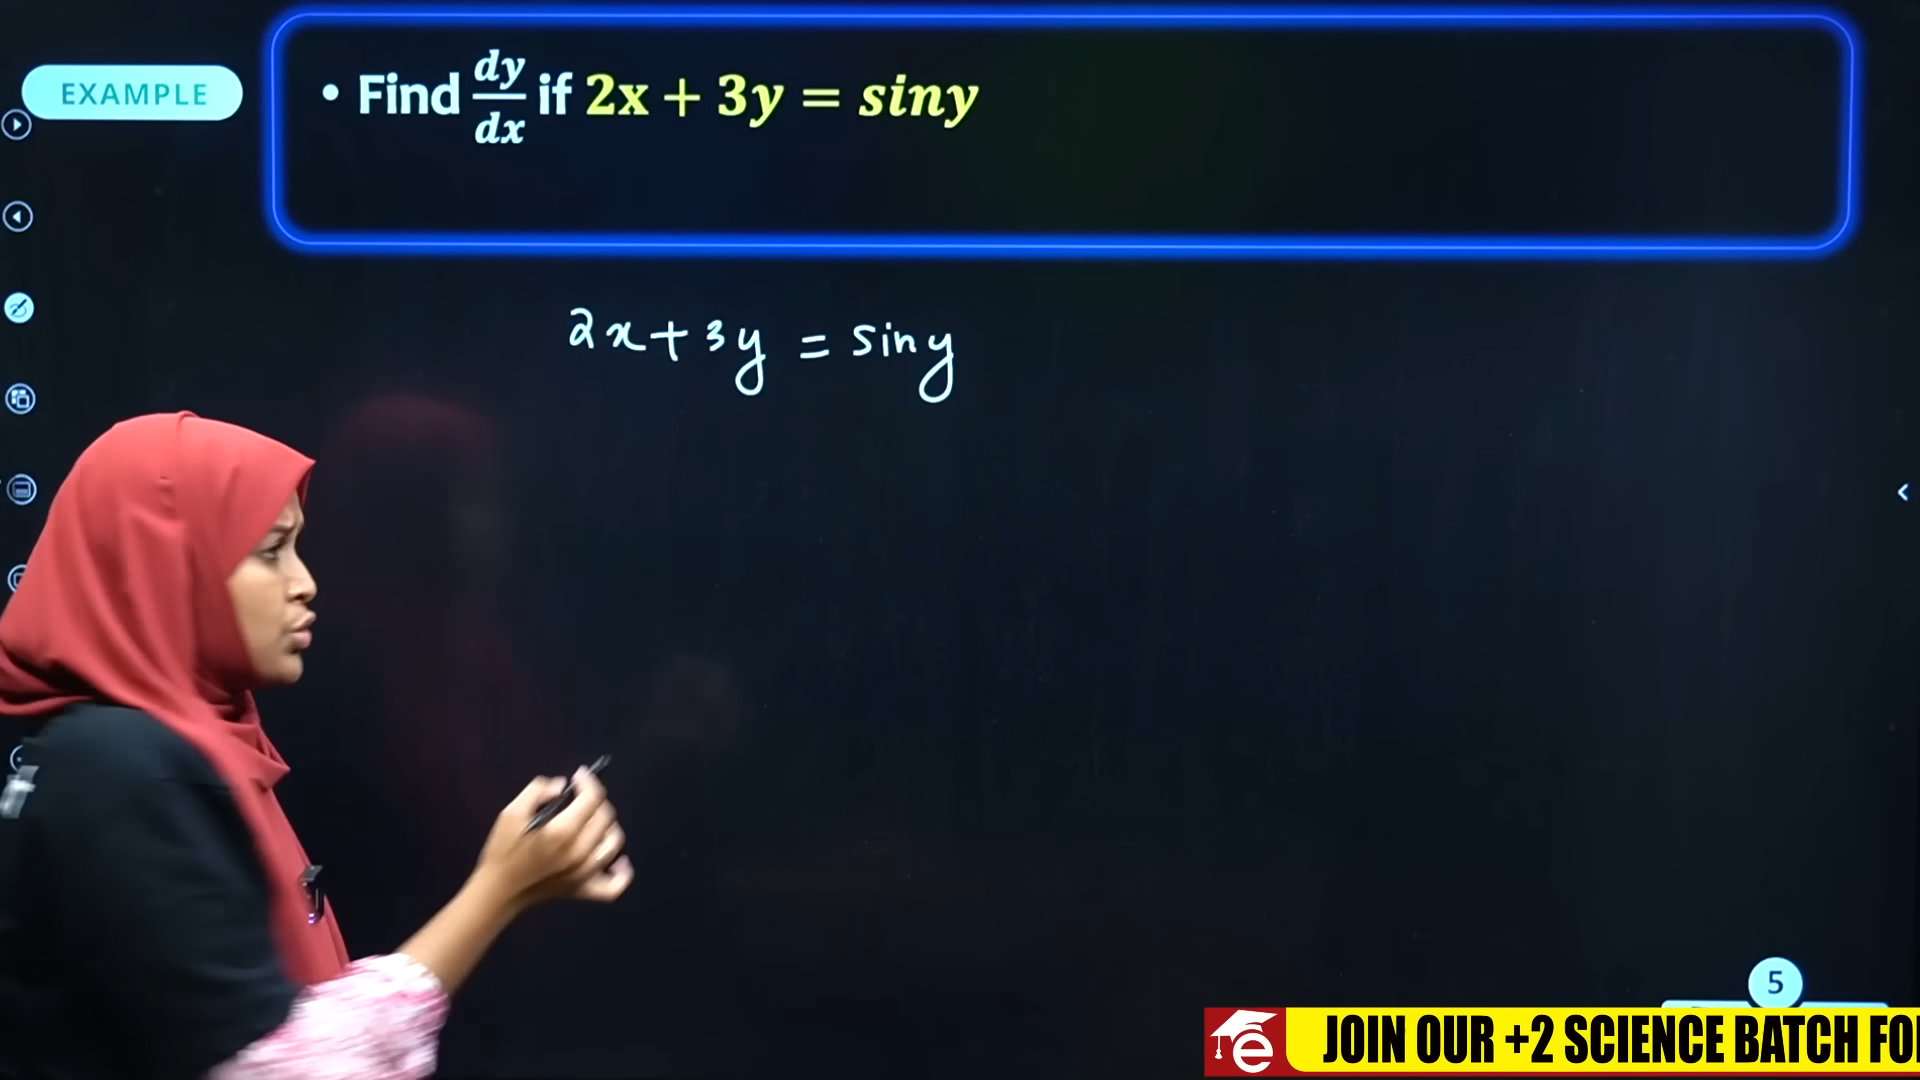 EXAMPLE
• Find dy/dx if 2x + 3y = siny
2x+3y = siny
5
JOIN OUR +2 SCIENCE BATCH FO